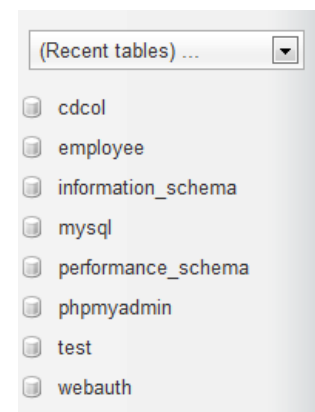 (Recent tables) ...
cdcol
employee
information_schema
mysql
performance_schema
phpmyadmin
test
webauth